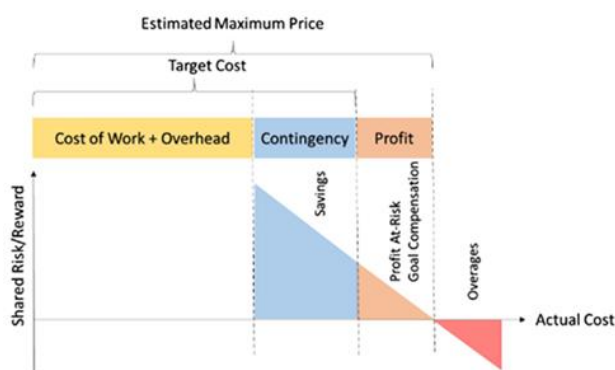 Estimated Maximum Price
Target Cost
Cost of Work + Overhead
Contingency
Profit
Shared Risk/Reward
Savings
Profit At-Risk
Goal Compensation
Overages
Actual Cost